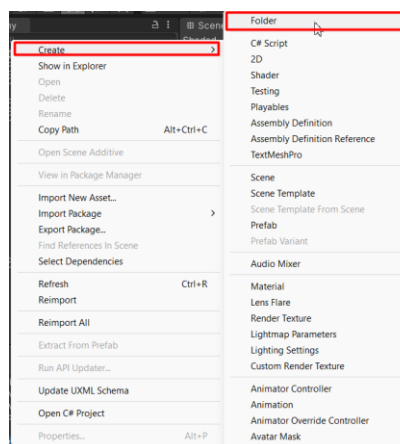 Scene
Create
Show in Explorer
Open
Delete
Rename
Copy Path Alt+Ctrl+C
Open Scene Additive
View in Package Manager
Import New Asset...
Import Package
Export Package...
Find References In Scene
Select Dependencies
Refresh Ctrl+R
Reimport
Reimport All
Extract From Prefab
Run API Updater...
Update UXML Schema
Open C# Project
Properties... Alt+P
Folder
C# Script
2D
Shader
Testing
Playables
Assembly Definition
Assembly Definition Reference
TextMeshPro
Scene
Scene Template
Scene Template From Scene
Prefab
Prefab Variant
Audio Mixer
Material
Lens Flare
Render Texture
Lightmap Parameters
Lighting Settings
Custom Render Texture
Animator Controller
Animation
Animator Override Controller
Avatar Mask